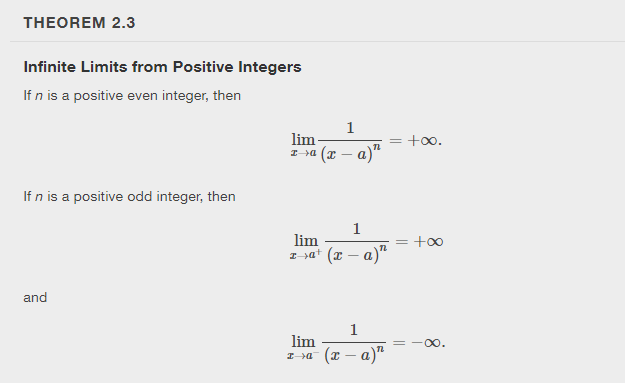 THEOREM 2.3
Infinite Limits from Positive Integers
If n is a positive even integer, then
lim_{x→a} 1/(x − a)^n = +∞.
If n is a positive odd integer, then
lim_{x→a⁺} 1/(x − a)^n = +∞
and
lim_{x→a⁻} 1/(x − a)^n = −∞.